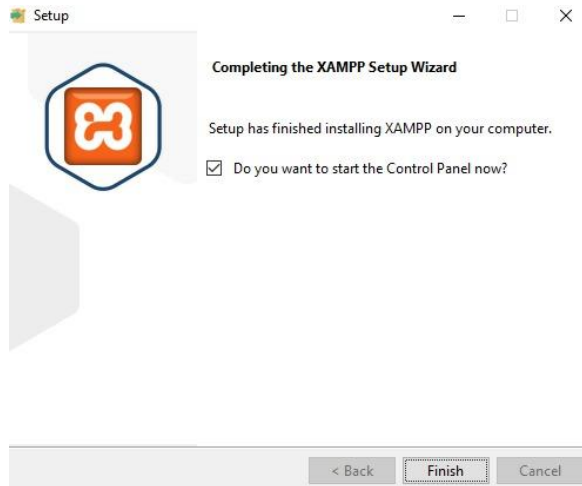 Setup
Completing the XAMPP Setup Wizard
Setup has finished installing XAMPP on your computer.
Do you want to start the Control Panel now?
< Back Finish Cancel